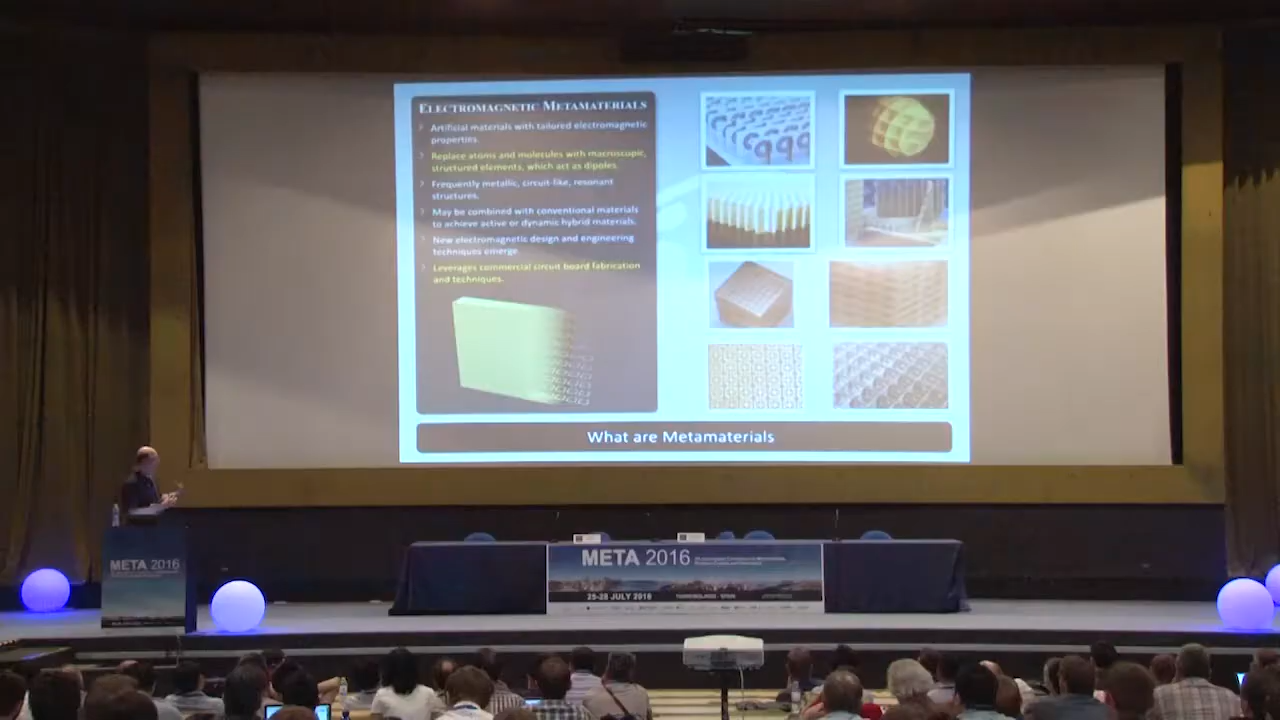 ELECTROMAGNETIC METAMATERIALS
Artificial materials with tailored electromagnetic
properties.
Replace atoms and molecules with macroscopic,
structured elements, which act as dipoles.
Frequently metallic, circuit-like, resonant
structures.
May be combined with conventional materials
to achieve active or dynamic hybrid materials.
New electromagnetic design and engineering
techniques emerge.
Leverages commercial circuit board fabrication
and techniques.
What are Metamaterials
META 2016
META 2016
25-28 JULY 2016